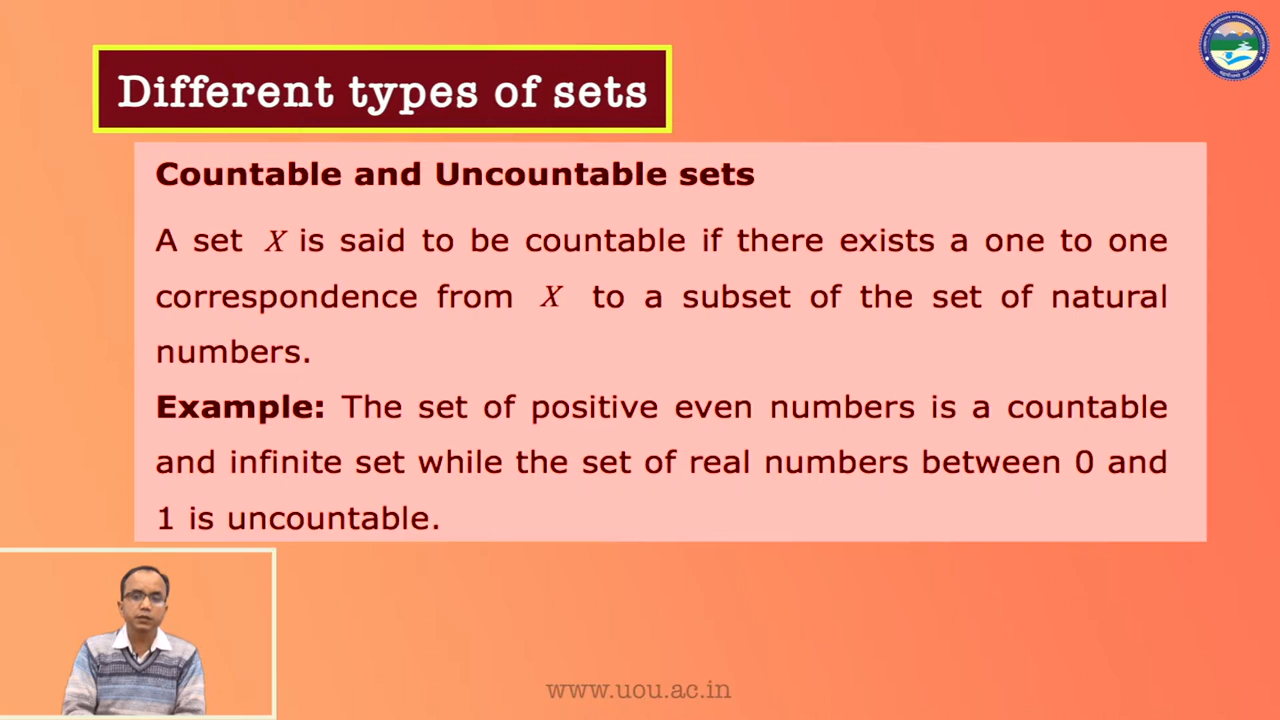 Different types of sets
Countable and Uncountable sets
A set X is said to be countable if there exists a one to one
correspondence from X to a subset of the set of natural
numbers.
Example: The set of positive even numbers is a countable
and infinite set while the set of real numbers between 0 and
1 is uncountable.
www.uou.ac.in